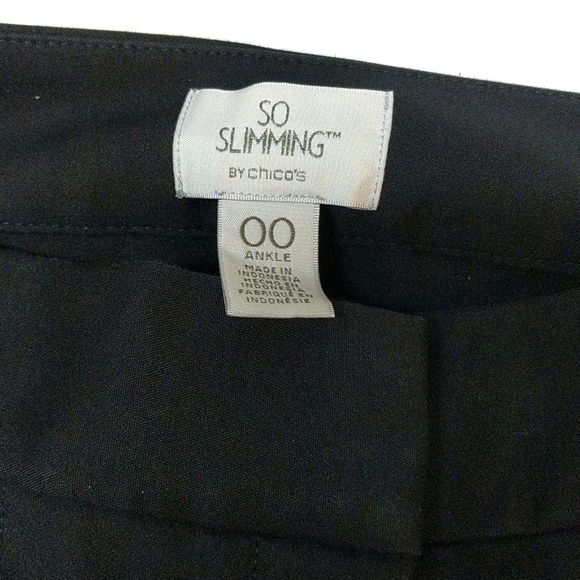 SO
SLIMMING™
BY chico's
00
ANKLE
MADE IN
INDONESIA
HECHO EN
INDONESIA
FABRIQUÉ EN
INDONÉSIE